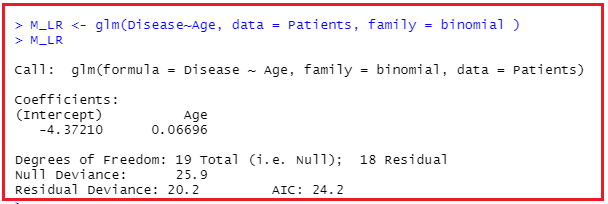 > M_LR <- glm(Disease~Age, data = Patients, family = binomial )
> M_LR
Call:  glm(formula = Disease ~ Age, family = binomial, data = Patients)
Coefficients:
(Intercept)          Age
   -4.37210      0.06696
Degrees of Freedom: 19 Total (i.e. Null);  18 Residual
Null Deviance:      25.9
Residual Deviance: 20.2        AIC: 24.2
>